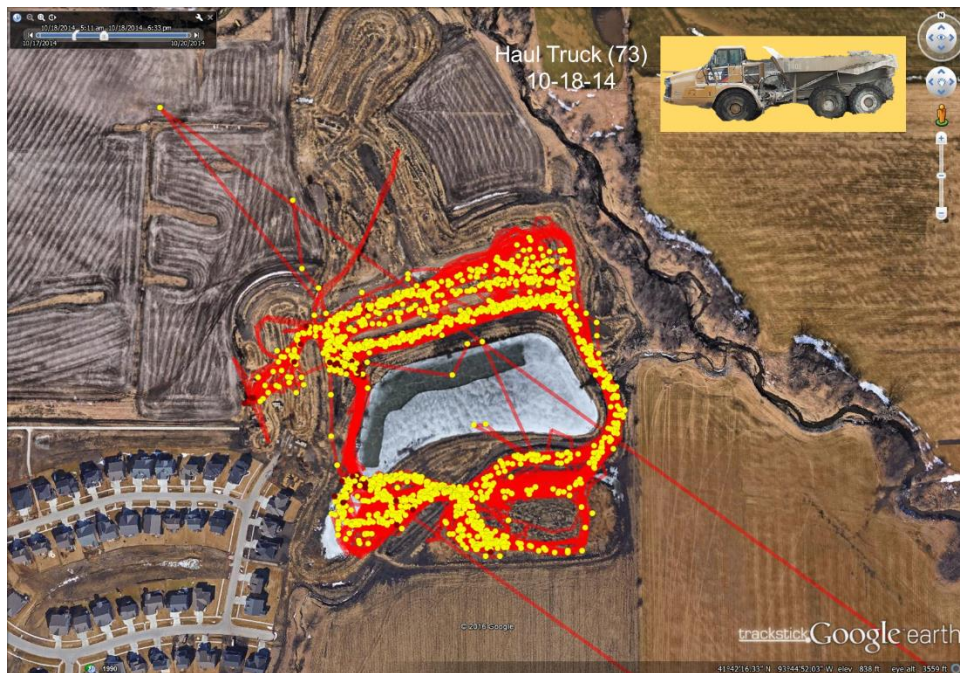 10/18/2014 5:11 am 10/18/2014 6:33 pm
10/17/2014 10/20/2014
N
Haul Truck (73)
10-18-14
© 2016 Google
trackstick Google earth
1990
41°42'16.33" N 93°44'52.03" W elev 838 ft eye alt 3559 ft